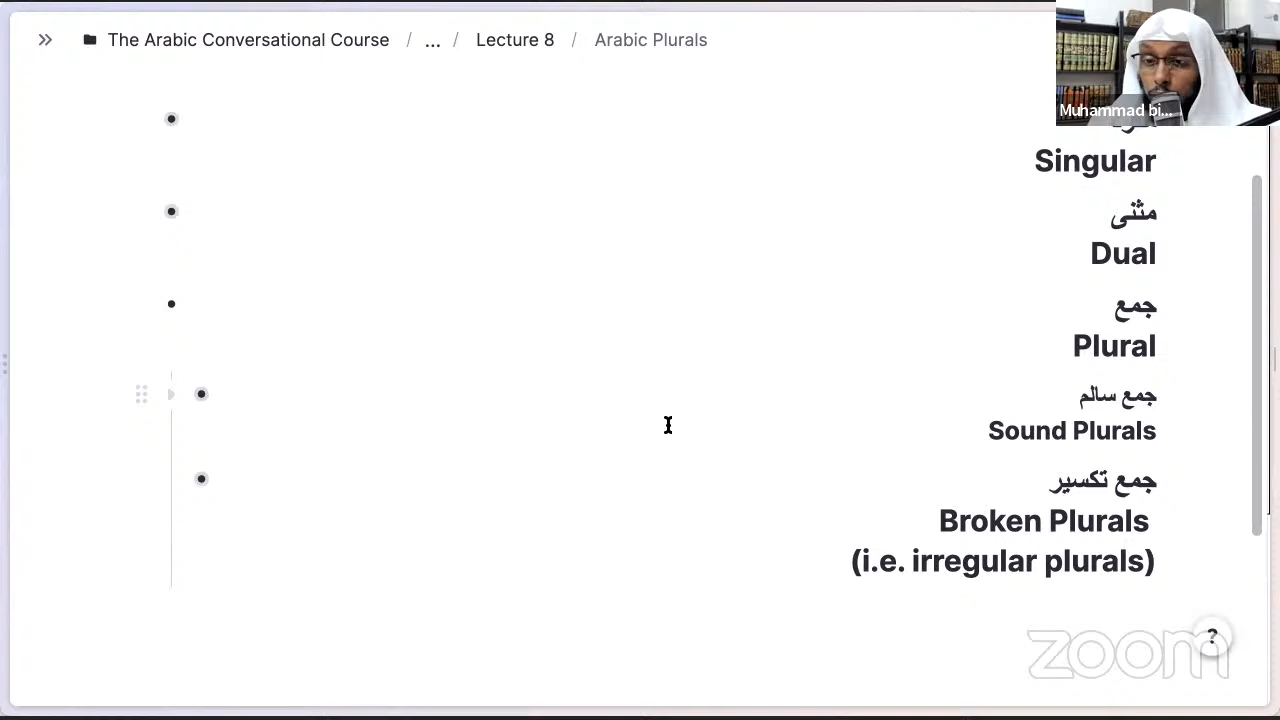 The Arabic Conversational Course / ... / Lecture 8 / Arabic Plurals
Muhammad bi...
Singular
مثنى
Dual
جمع
Plural
جمع سالم
Sound Plurals
جمع تكسير
Broken Plurals
(i.e. irregular plurals)
?
zoom